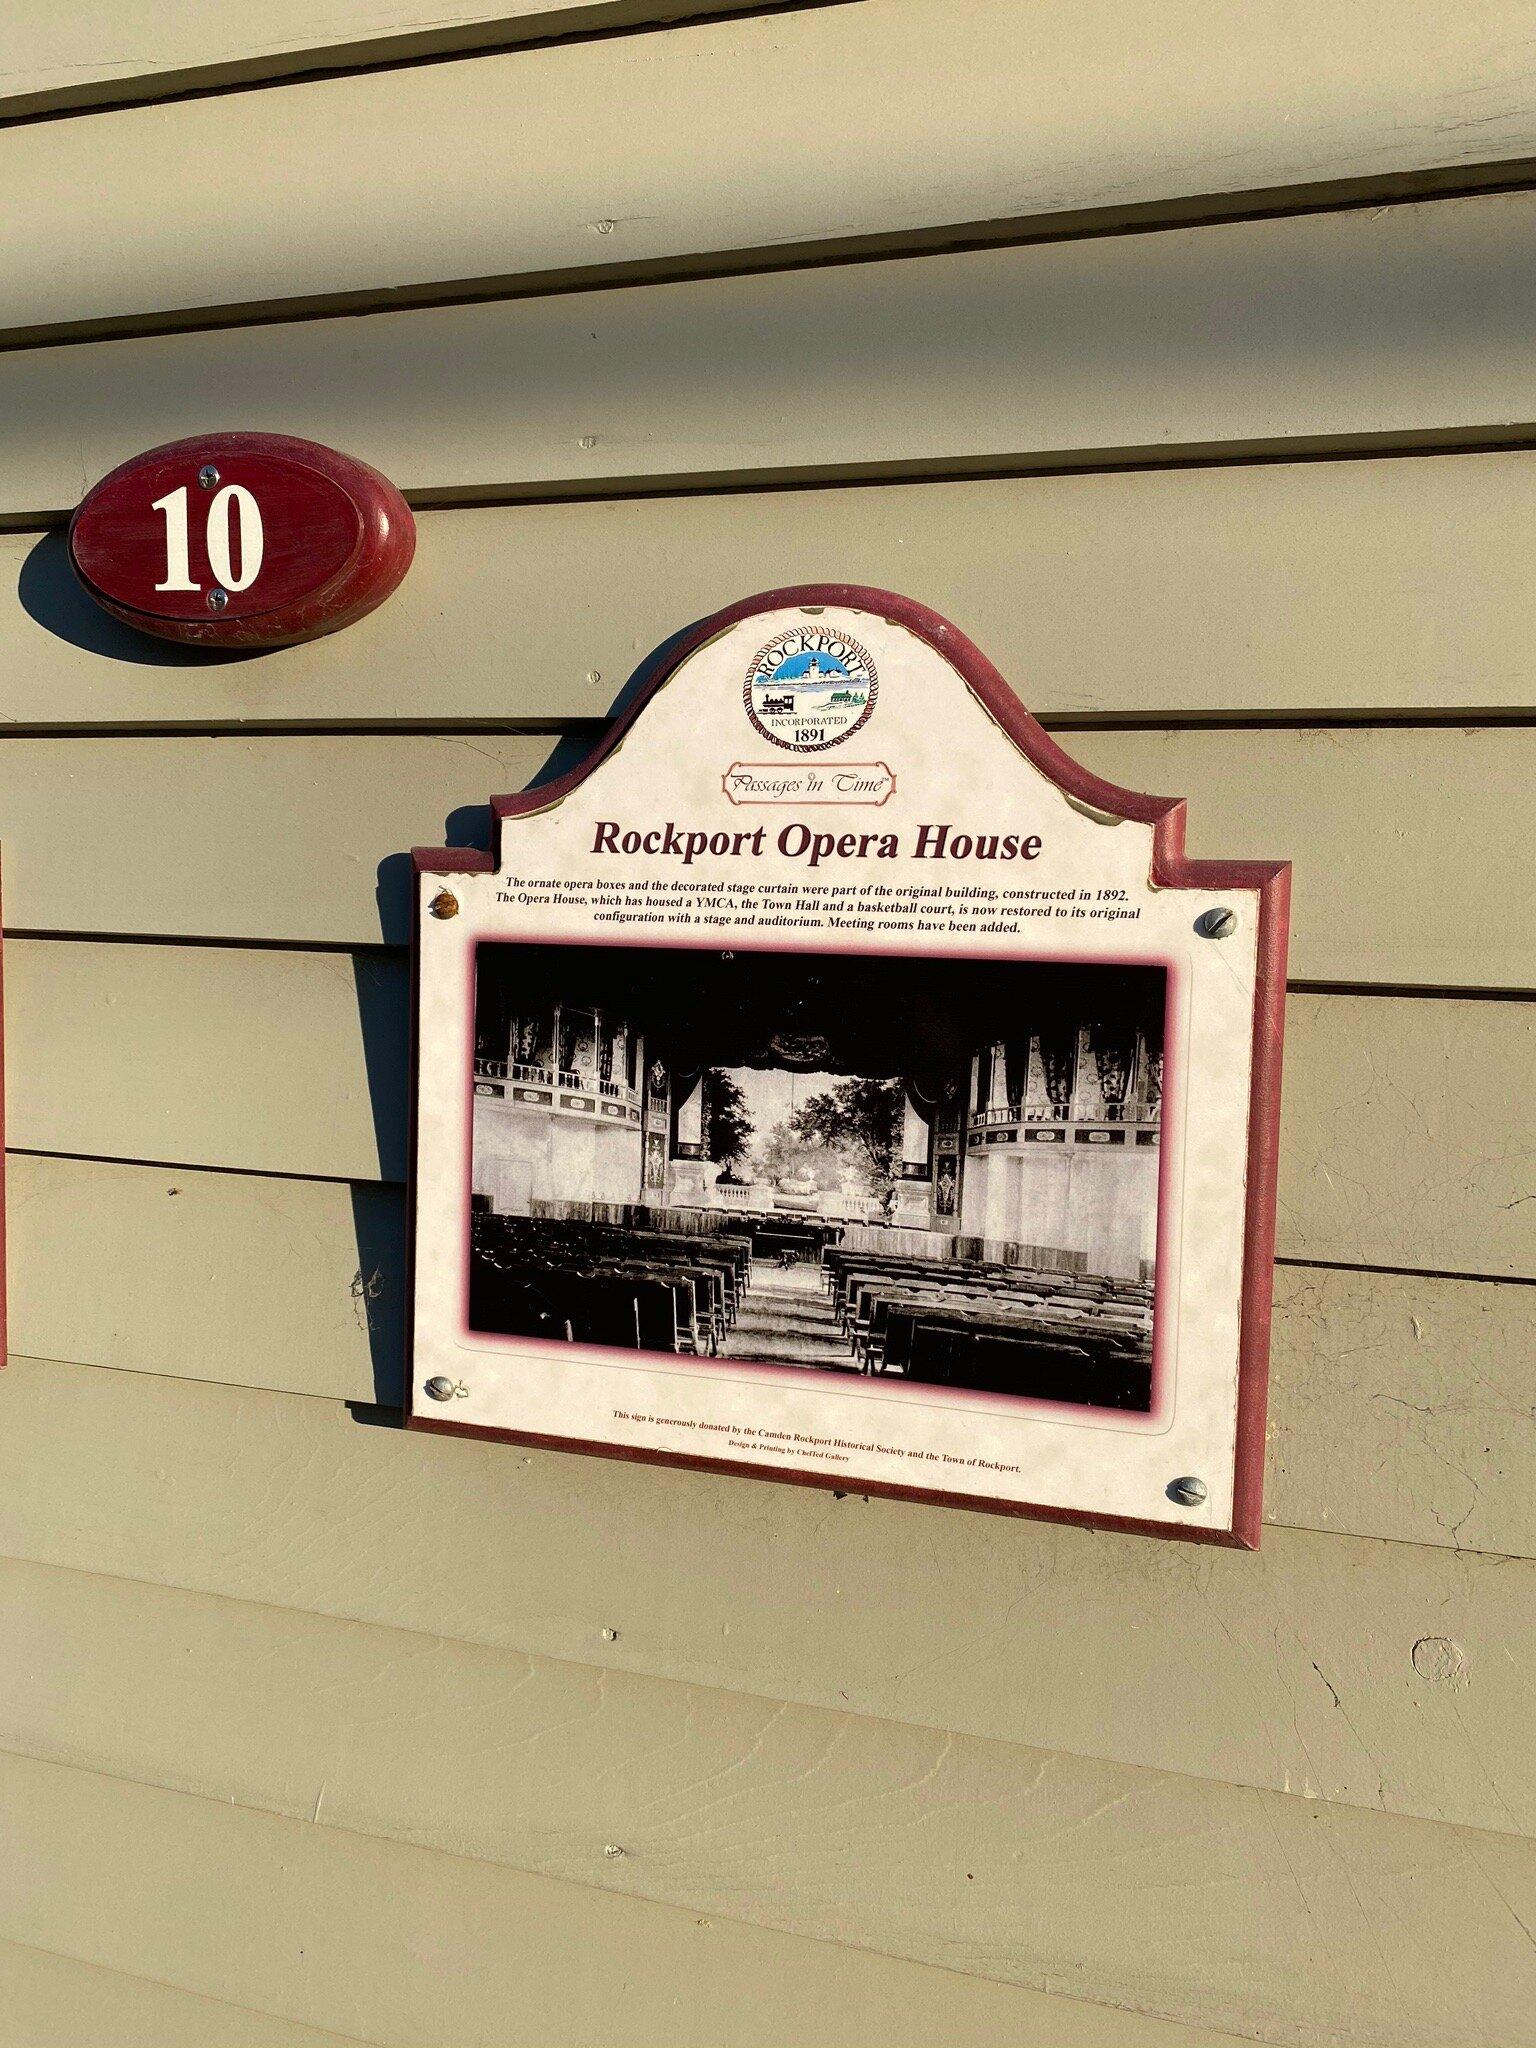 10
ROCKPORT
INCORPORATED
1891
Passages in Time™
Rockport Opera House
The ornate opera boxes and the decorated stage curtain were part of the original building, constructed in 1892.
The Opera House, which has housed a YMCA, the Town Hall and a basketball court, is now restored to its original
configuration with a stage and auditorium. Meeting rooms have been added.
This sign is generously donated by the Camden Rockport Historical Society and the Town of Rockport.
Design & Printing by ChefTed Gallery